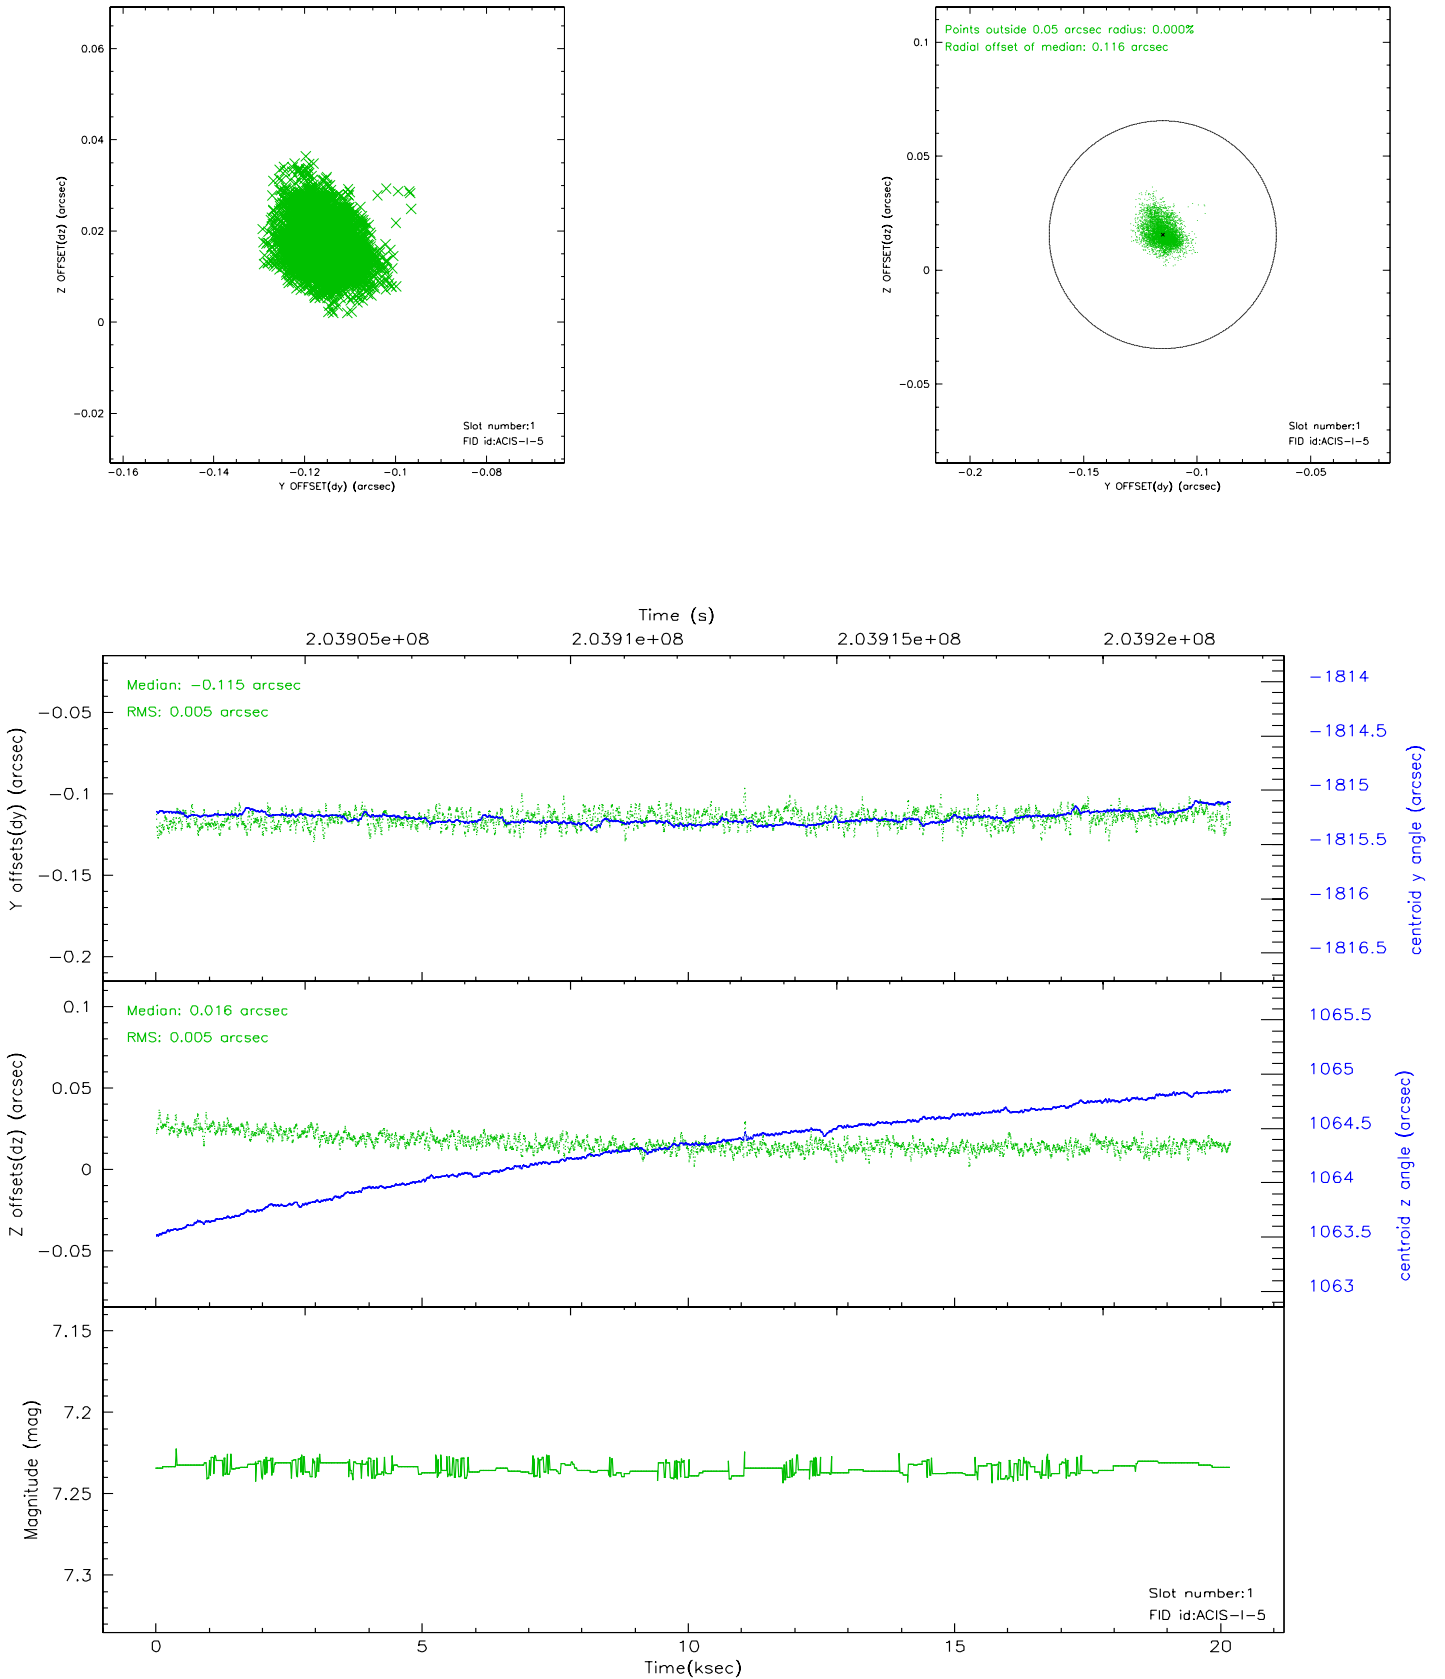 0.06
0.04
0.02
0
−0.02
Z OFFSET(dz) (arcsec)
Slot number:1
FID id:ACIS−I−5
−0.16 −0.14 −0.12 −0.1 −0.08
Y OFFSET(dy) (arcsec)
Points outside 0.05 arcsec radius: 0.000%
Radial offset of median: 0.116 arcsec
0.1
0.05
0
−0.05
Z OFFSET(dz) (arcsec)
Slot number:1
FID id:ACIS−I−5
−0.2 −0.15 −0.1 −0.05
Y OFFSET(dy) (arcsec)
Time (s)
2.03905e+08 2.0391e+08 2.03915e+08 2.0392e+08
Median: −0.115 arcsec
RMS: 0.005 arcsec
−0.05
−0.1
−0.15
−0.2
Y offsets(dy) (arcsec)
−1814
−1814.5
−1815
−1815.5
−1816
−1816.5
centroid y angle (arcsec)
Median: 0.016 arcsec
RMS: 0.005 arcsec
0.1
0.05
0
−0.05
Z offsets(dz) (arcsec)
1065.5
1065
1064.5
1064
1063.5
1063
centroid z angle (arcsec)
7.15
7.2
7.25
7.3
Magnitude (mag)
Slot number:1
FID id:ACIS−I−5
0 5 10 15 20
Time(ksec)